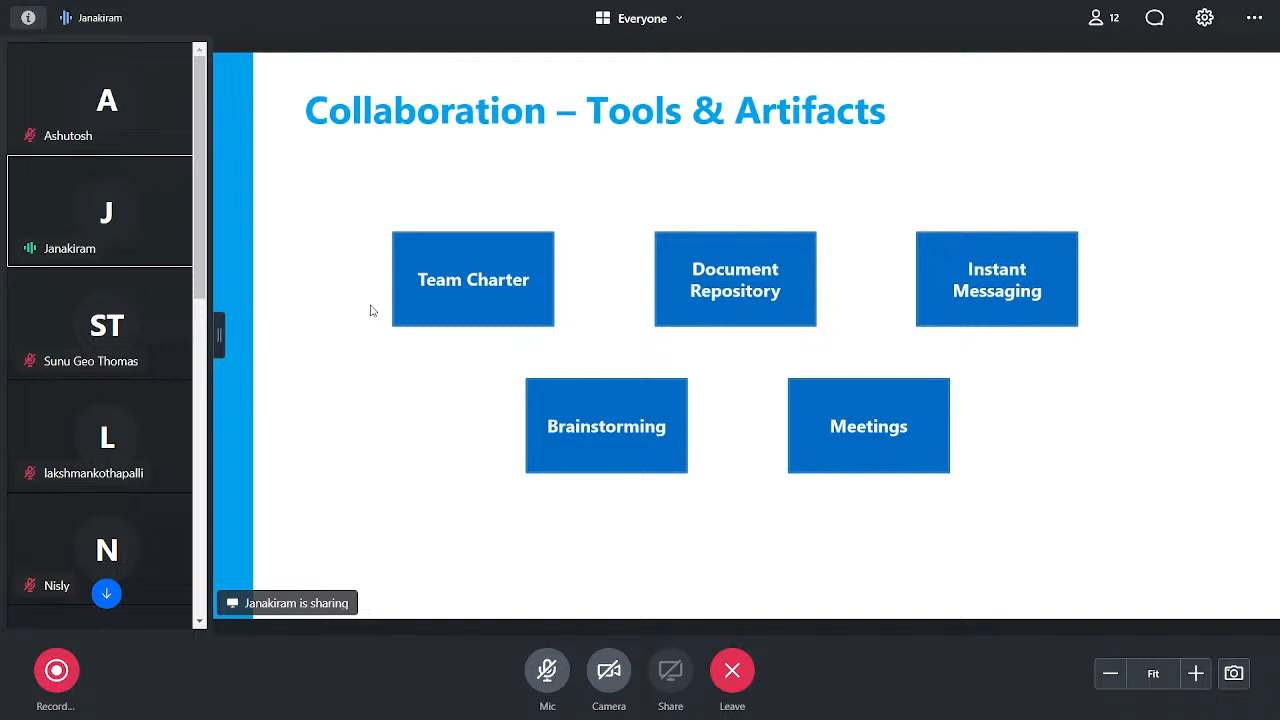 Janakiram
Everyone
12
A
Ashutosh
J
Janakiram
ST
Sunu Geo Thomas
L
lakshmankothapalli
N
Nisly
Collaboration – Tools & Artifacts
Team Charter
Document
Repository
Instant
Messaging
Brainstorming
Meetings
Janakiram is sharing
Record...
Mic
Camera
Share
Leave
Fit